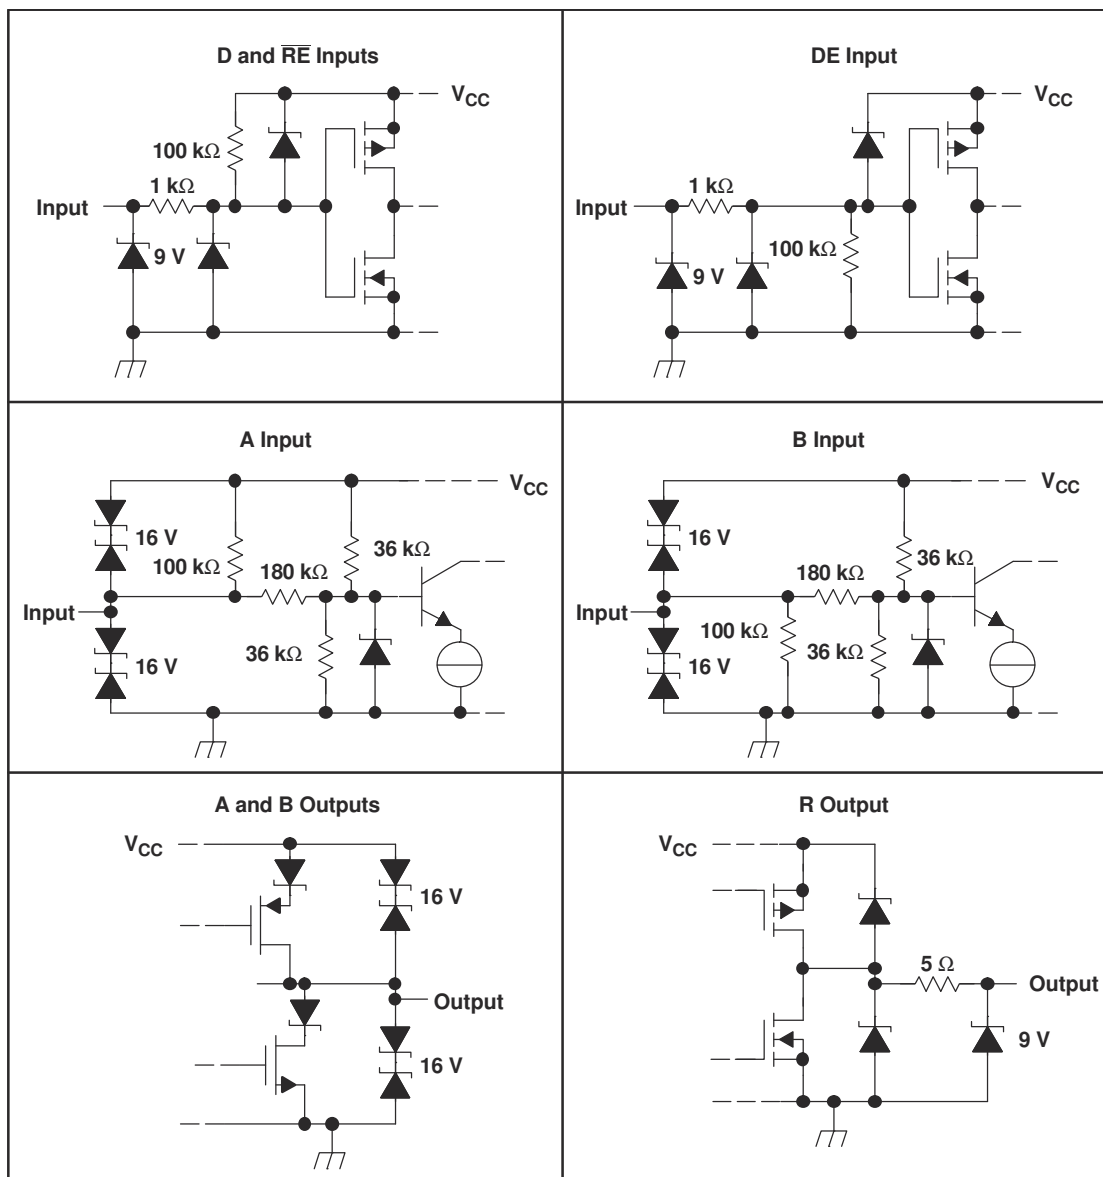 D and R̅E̅ Inputs
VCC
100 kΩ
1 kΩ
Input
9 V
DE Input
VCC
1 kΩ
Input
100 kΩ
9 V
A Input
VCC
16 V
36 kΩ
100 kΩ
180 kΩ
Input
36 kΩ
16 V
B Input
VCC
16 V
36 kΩ
180 kΩ
Input
100 kΩ
36 kΩ
16 V
A and B Outputs
VCC
16 V
Output
16 V
R Output
VCC
5 Ω
Output
9 V